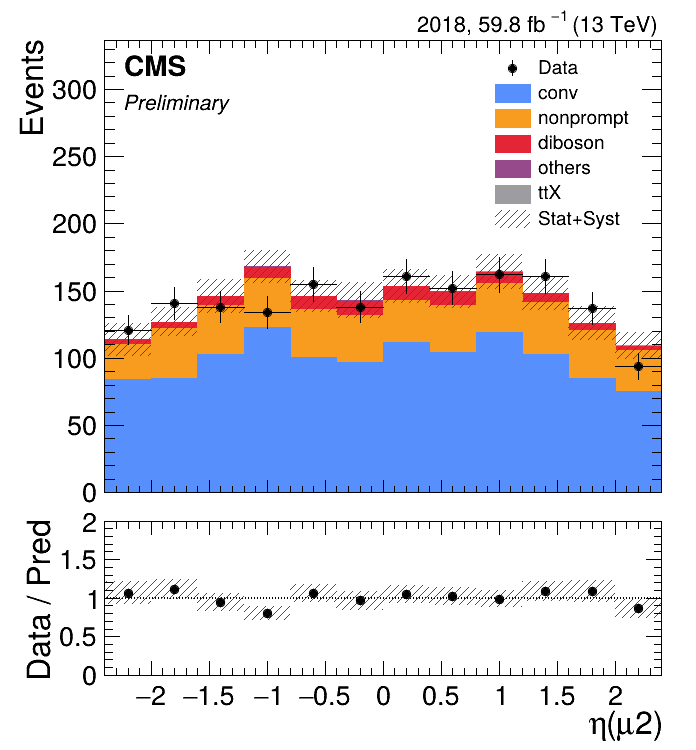 2018, 59.8 fb⁻¹ (13 TeV)
Events
CMS
Preliminary
Data
conv
nonprompt
diboson
others
ttX
Stat+Syst
300
250
200
150
100
50
0
Data / Pred
2
1.5
1
0.5
0
−2 −1.5 −1 −0.5 0 0.5 1 1.5 2
η(μ2)